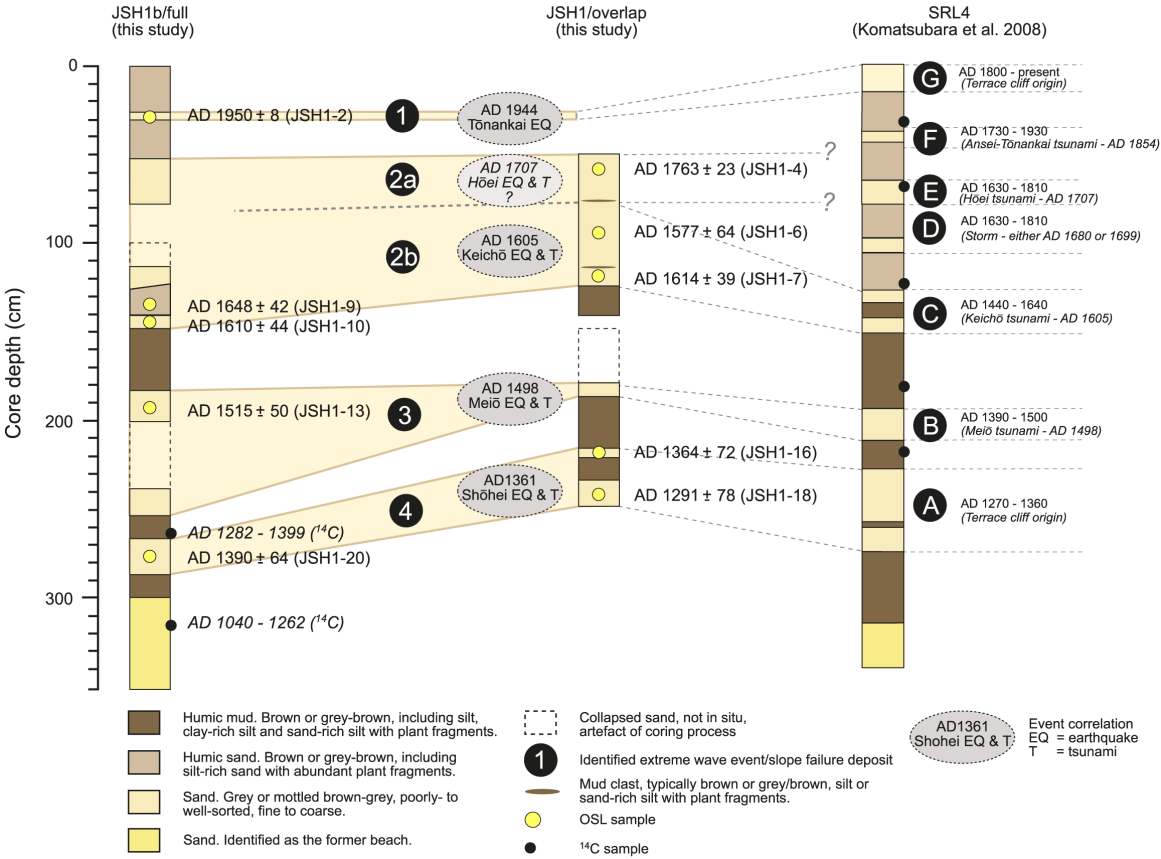 JSH1b/full
(this study)
JSH1/overlap
(this study)
SRL4
(Komatsubara et al. 2008)
Core depth (cm)
0
100
200
300
AD 1950 ± 8 (JSH1-2)
1
AD 1944
Tōnankai EQ
2a
AD 1707
Hōei EQ & T
?
2b
AD 1605
Keichō EQ & T
AD 1648 ± 42 (JSH1-9)
AD 1610 ± 44 (JSH1-10)
AD 1515 ± 50 (JSH1-13)
3
AD 1498
Meiō EQ & T
4
AD1361
Shōhei EQ & T
AD 1282 - 1399 (¹⁴C)
AD 1390 ± 64 (JSH1-20)
AD 1040 - 1262 (¹⁴C)
?
AD 1763 ± 23 (JSH1-4)
?
AD 1577 ± 64 (JSH1-6)
AD 1614 ± 39 (JSH1-7)
AD 1364 ± 72 (JSH1-16)
AD 1291 ± 78 (JSH1-18)
G
AD 1800 - present
(Terrace cliff origin)
F
AD 1730 - 1930
(Ansei-Tōnankai tsunami - AD 1854)
E
AD 1630 - 1810
(Hōei tsunami - AD 1707)
D
AD 1630 - 1810
(Storm - either AD 1680 or 1699)
C
AD 1440 - 1640
(Keichō tsunami - AD 1605)
B
AD 1390 - 1500
(Meiō tsunami - AD 1498)
A
AD 1270 - 1360
(Terrace cliff origin)
Humic mud. Brown or grey-brown, including silt,
clay-rich silt and sand-rich silt with plant fragments.
Humic sand. Brown or grey-brown, including
silt-rich sand with abundant plant fragments.
Sand. Grey or mottled brown-grey, poorly- to
well-sorted, fine to coarse.
Sand. Identified as the former beach.
Collapsed sand, not in situ,
artefact of coring process
1
Identified extreme wave event/slope failure deposit
Mud clast, typically brown or grey/brown, silt or
sand-rich silt with plant fragments.
OSL sample
¹⁴C sample
AD1361
Shohei EQ & T
Event correlation
EQ = earthquake
T = tsunami